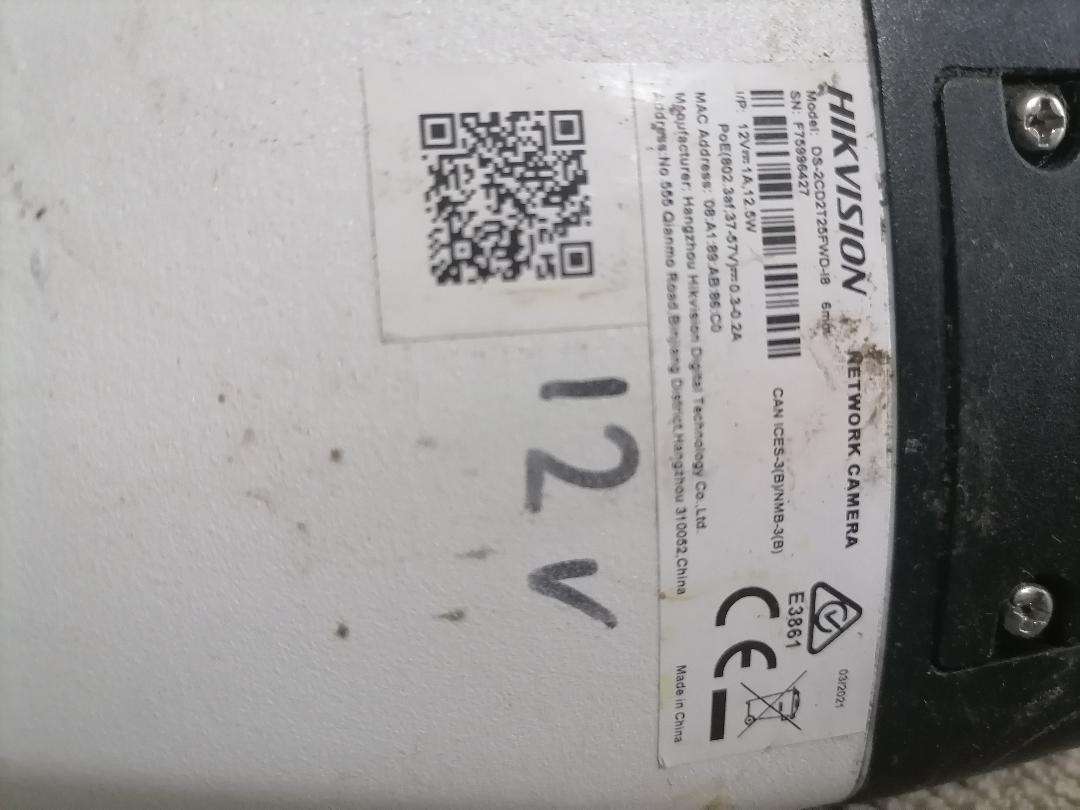 HIKVISION NETWORK CAMERA
Model: DS-2CD2T25FWD-I8 6mm 03/2021
SN: F75996427
CAN ICES-3(B)/NMB-3(B)
E3861
I/P: 12V⎓1A,12.5W
PoE(802.3af,37-57V)⎓0.3-0.2A
MAC Address: 08:A1:89:AB:86:C0
Manufacturer: Hangzhou Hikvision Digital Technology Co.,Ltd.
Address:No 555 Qianmo Road,Binjiang District,Hangzhou 310052,China
CE
Made in China
12V